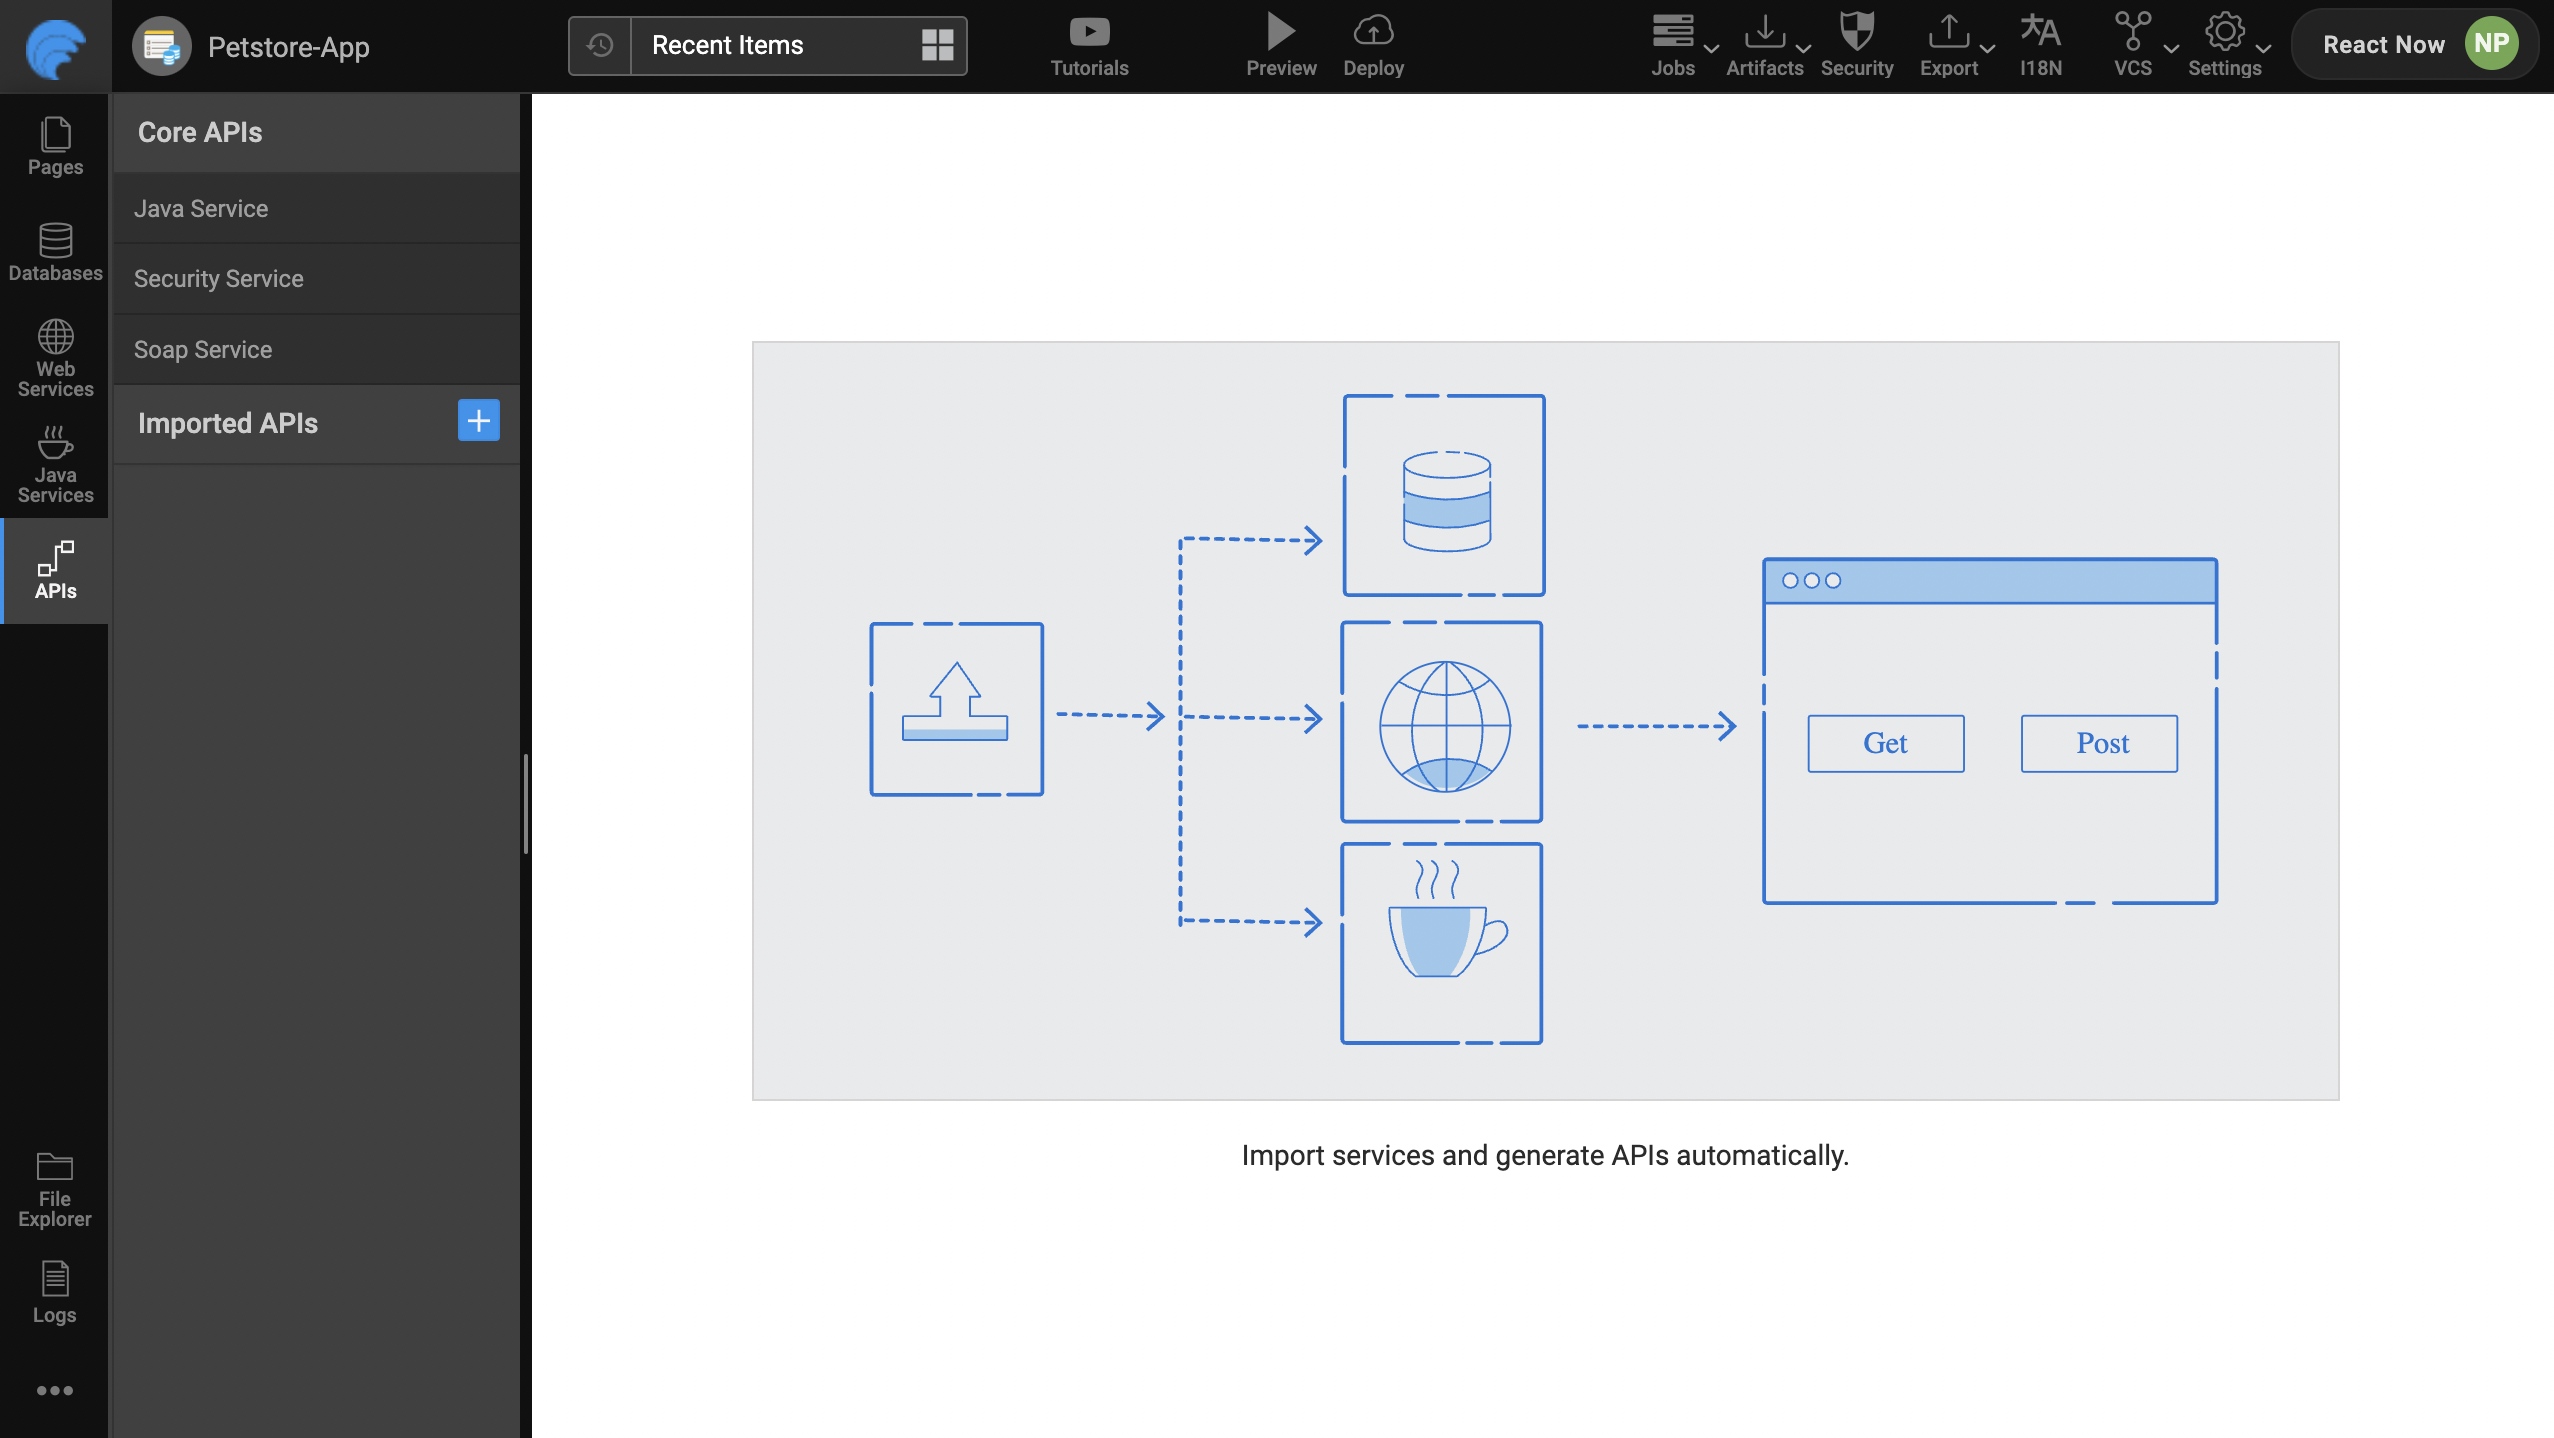 Petstore-App
Recent Items
Tutorials
Preview
Deploy
Jobs
Artifacts
Security
Export
I18N
VCS
Settings
React Now
NP
Pages
Databases
Web
Services
Java
Services
APIs
File
Explorer
Logs
Core APIs
Java Service
Security Service
Soap Service
Imported APIs
Get
Post
Import services and generate APIs automatically.